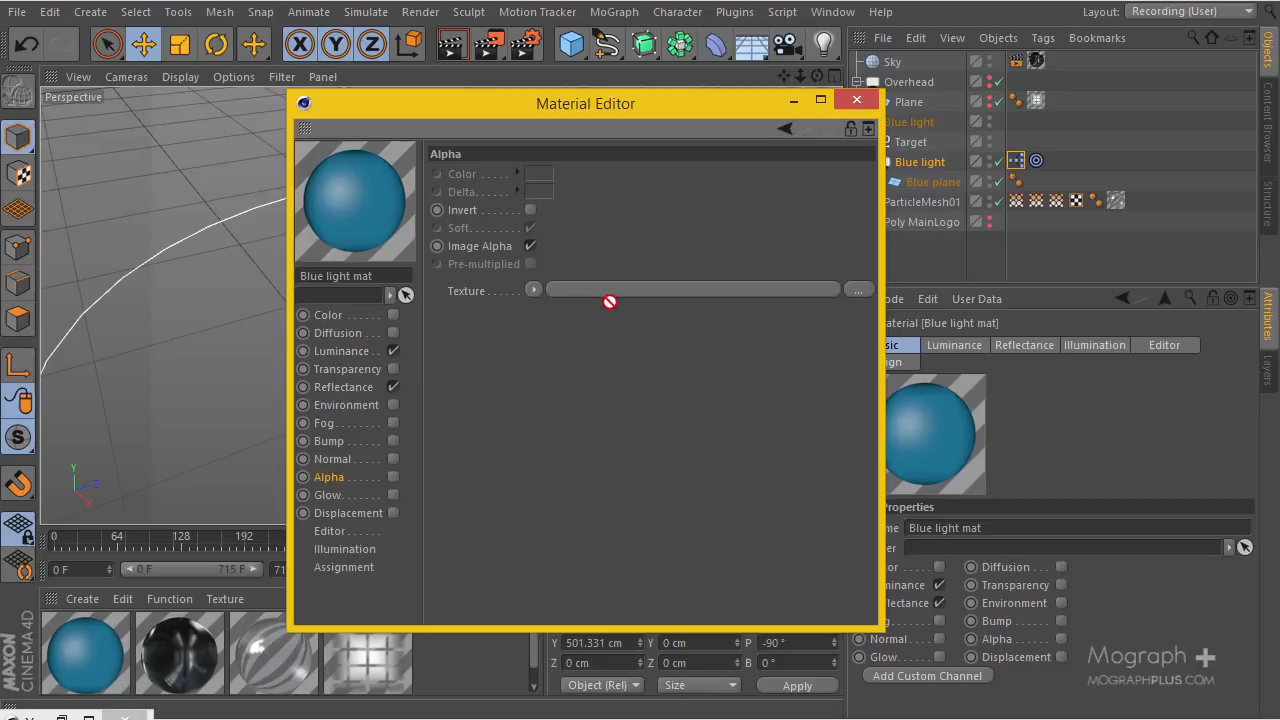 File Edit Create Select Tools Mesh Snap Animate Simulate Render Sculpt Motion Tracker MoGraph Character Plugins Script Window Help Layout: Recording (User)
X Y Z
File Edit View Objects Tags Bookmarks
View Cameras Display Options Filter Panel
Perspective
Material Editor
Sky
Overhead
Plane
Blue light
Target
Blue light
Blue plane
ParticleMesh01
Poly MainLogo
Objects
Content Browser
Structure
Alpha
Color . . . . .
Delta. . . . . .
Invert . . . . . . .
Soft. . . . . . . .
Image Alpha
Pre-multiplied
Texture . . . . . . ...
Blue light mat
Color . . . . .
Diffusion . . . .
Luminance . .
Transparency
Reflectance
Environment
Fog. . . . . . .
Bump . . . . .
Normal . . . . .
Alpha . . . . . .
Glow. . . . . . .
Displacement
Editor . . . . .
Illumination
Assignment
ode Edit User Data
aterial [Blue light mat]
sic Luminance Reflectance Illumination Editor
ign
Attributes
Layers
Properties
me Blue light mat
er
or . . . . . Diffusion . . . .
minance Transparency
lectance Environment
g. . . . . . Bump . . . . .
Normal . . . . Alpha . . . . .
Glow. . . . . . Displacement
Add Custom Channel
Y
Z
X
0 64 128 192
0 F 0 F 715 F
Create Edit Function Texture
Y 501.331 cm Y 0 cm P -90 °
Z 0 cm Z 0 cm B 0 °
Object (Rel) Size Apply
MAXON
CINEMA 4D
Mograph +
MOGRAPHPLUS.COM